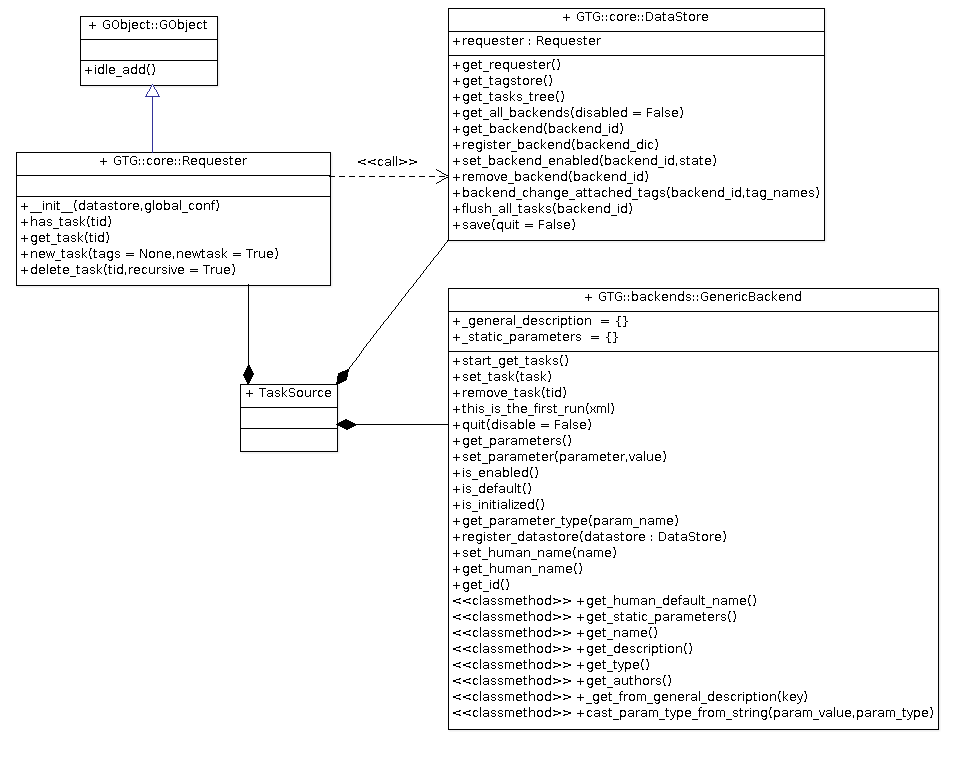 + GObject::GObject
+idle_add()
+ GTG::core::DataStore
+requester : Requester
+get_requester()
+get_tagstore()
+get_tasks_tree()
+get_all_backends(disabled = False)
+get_backend(backend_id)
+register_backend(backend_dic)
+set_backend_enabled(backend_id,state)
+remove_backend(backend_id)
+backend_change_attached_tags(backend_id,tag_names)
+flush_all_tasks(backend_id)
+save(quit = False)
+ GTG::core::Requester
+__init__(datastore,global_conf)
+has_task(tid)
+get_task(tid)
+new_task(tags = None,newtask = True)
+delete_task(tid,recursive = True)
<<call>>
+ TaskSource
+ GTG::backends::GenericBackend
+_general_description = {}
+_static_parameters = {}
+start_get_tasks()
+set_task(task)
+remove_task(tid)
+this_is_the_first_run(xml)
+quit(disable = False)
+get_parameters()
+set_parameter(parameter,value)
+is_enabled()
+is_default()
+is_initialized()
+get_parameter_type(param_name)
+register_datastore(datastore : DataStore)
+set_human_name(name)
+get_human_name()
+get_id()
<<classmethod>> +get_human_default_name()
<<classmethod>> +get_static_parameters()
<<classmethod>> +get_name()
<<classmethod>> +get_description()
<<classmethod>> +get_type()
<<classmethod>> +get_authors()
<<classmethod>> +_get_from_general_description(key)
<<classmethod>> +cast_param_type_from_string(param_value,param_type)